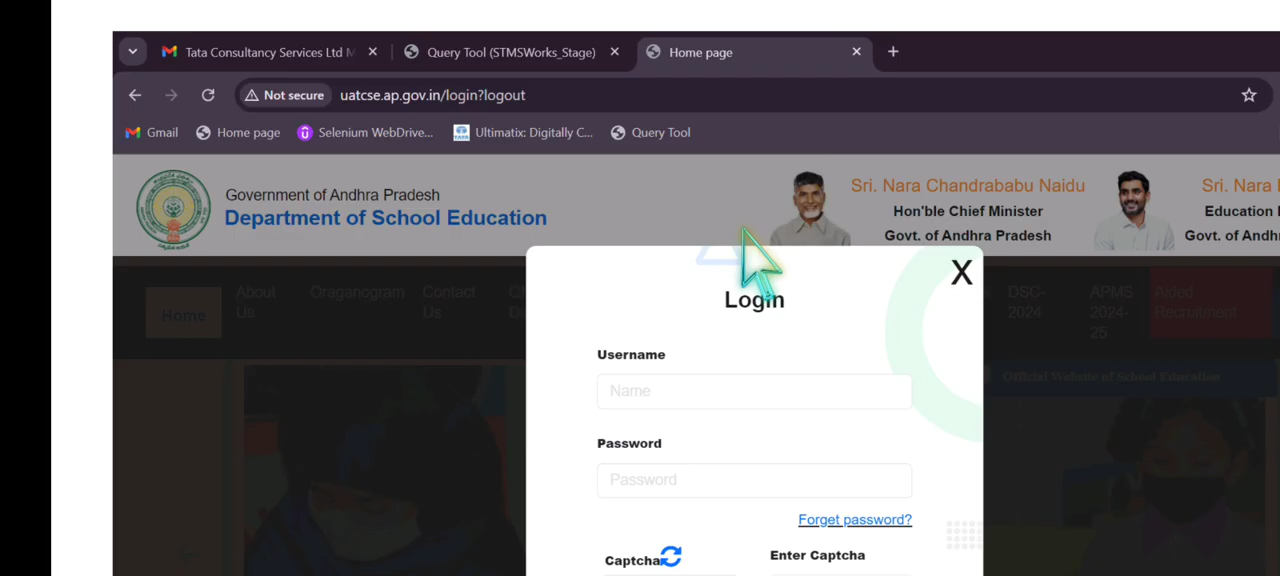 Tata Consultancy Services Ltd M
Query Tool (STMSWorks_Stage)
Home page
Not secure
uatcse.ap.gov.in/login?logout
Gmail
Home page
Selenium WebDrive...
Ultimatix: Digitally C...
Query Tool
Government of Andhra Pradesh
Department of School Education
Sri. Nara Chandrababu Naidu
Hon'ble Chief Minister
Govt. of Andhra Pradesh
Sri. Nara
Education
Govt. of Andh
Home
About
Us
Oraganogram
Contact
Us
DSC-
2024
APMS
2024-
25
Aided
Recruitment
Official Website of School Education
X
Login
Username
Name
Password
Password
Forget password?
Captcha
Enter Captcha